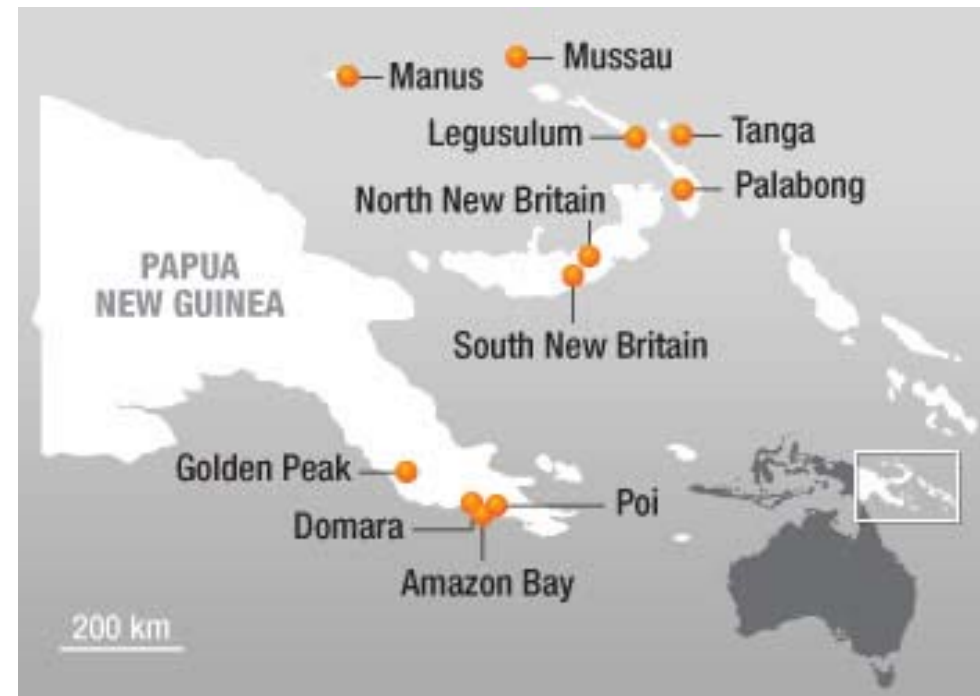 Mussau
Manus
Legusulum
Tanga
Palabong
North New Britain
PAPUA
NEW GUINEA
South New Britain
Golden Peak
Poi
Domara
Amazon Bay
200 km